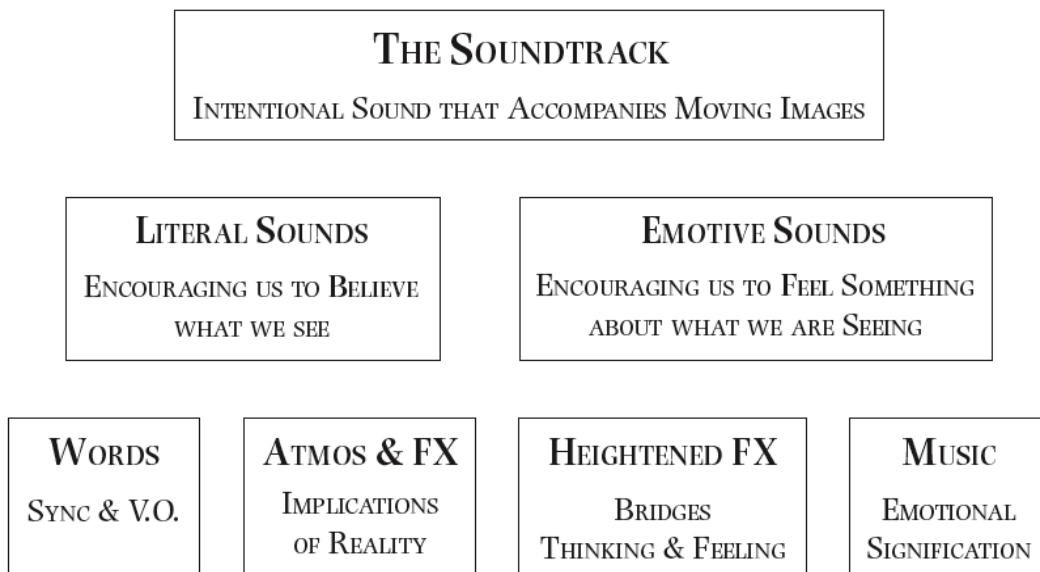 The Soundtrack
Intentional Sound that Accompanies Moving Images
Literal Sounds
Encouraging us to Believe
what we see
Emotive Sounds
Encouraging us to Feel Something
about what we are Seeing
Words
Sync & V.O.
Atmos & FX
Implications
of Reality
Heightened FX
Bridges
Thinking & Feeling
Music
Emotional
Signification